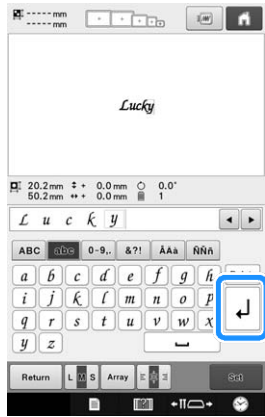 ------mm
------mm
Lucky
20.2mm + 0.0mm 0.0°
50.2mm + 0.0mm 1
L u c k y
ABC abc 0-9,. &?! ÄAä ÑÑñ
a b c d e f g h
i j k l m n o p
q r s t u v w x
y z
Return L M S Array Set